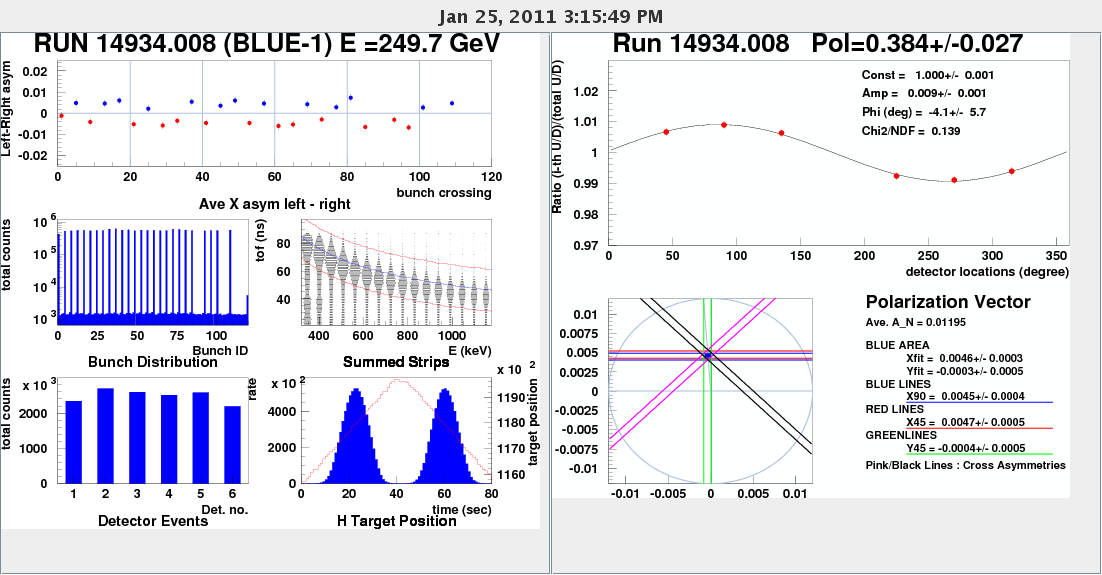 Jan 25, 2011 3:15:49 PM
RUN 14934.008 (BLUE-1) E =249.7 GeV
Left-Right asym
0.02
0.01
0
-0.01
-0.02
0 20 40 60 80 100 120
bunch crossing
Ave X asym left - right
total counts
10 6
10 5
10 4
10 3
0 25 50 75 100
Bunch ID
Bunch Distribution
tof (ns)
80
60
40
400 600 800 1000
E (keV)
Summed Strips
total counts
x 10 3
2000
1000
0
1 2 3 4 5 6
Det. no.
Detector Events
rate
x 10 2
4000
2000
0
0 20 40 60 80
time (sec)
x 10 2
1190
1180
1170
1160
target position
H Target Position
Run 14934.008 Pol=0.384+/-0.027
Ratio (i-th U/D)/(total U/D)
1.02
1.01
1
0.99
0.98
0.97
Const = 1.000+/- 0.001
Amp = 0.009+/- 0.001
Phi (deg) = -4.1+/- 5.7
Chi2/NDF = 0.139
0 50 100 150 200 250 300 350
detector locations (degree)
0.01
0.0075
0.005
0.0025
0
-0.0025
-0.005
-0.0075
-0.01
-0.01 -0.005 0 0.005 0.01
Polarization Vector
Ave. A_N = 0.01195
BLUE AREA
Xfit = 0.0046+/- 0.0003
Yfit = -0.0003+/- 0.0005
BLUE LINES
X90 = 0.0045+/- 0.0004
RED LINES
X45 = 0.0047+/- 0.0005
GREENLINES
Y45 = -0.0004+/- 0.0005
Pink/Black Lines : Cross Asymmetries